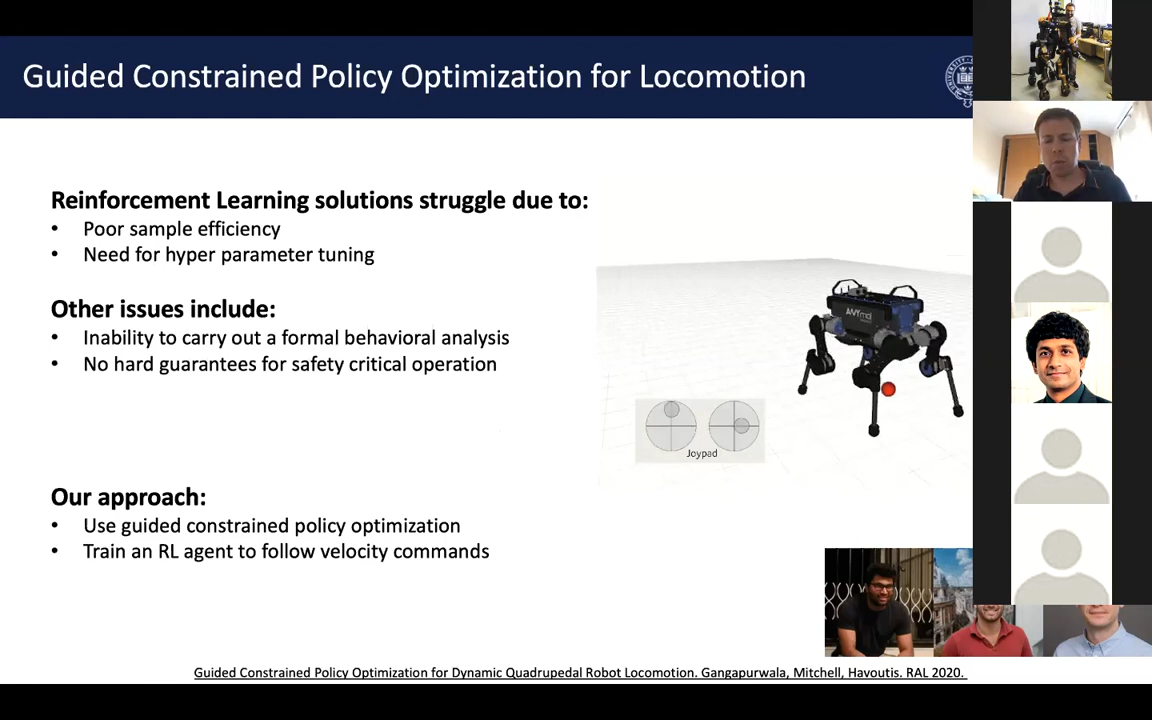 Guided Constrained Policy Optimization for Locomotion
Reinforcement Learning solutions struggle due to:
• Poor sample efficiency
• Need for hyper parameter tuning
Other issues include:
• Inability to carry out a formal behavioral analysis
• No hard guarantees for safety critical operation
ANYmal
Joypad
Our approach:
• Use guided constrained policy optimization
• Train an RL agent to follow velocity commands
Guided Constrained Policy Optimization for Dynamic Quadrupedal Robot Locomotion. Gangapurwala, Mitchell, Havoutis. RAL 2020.